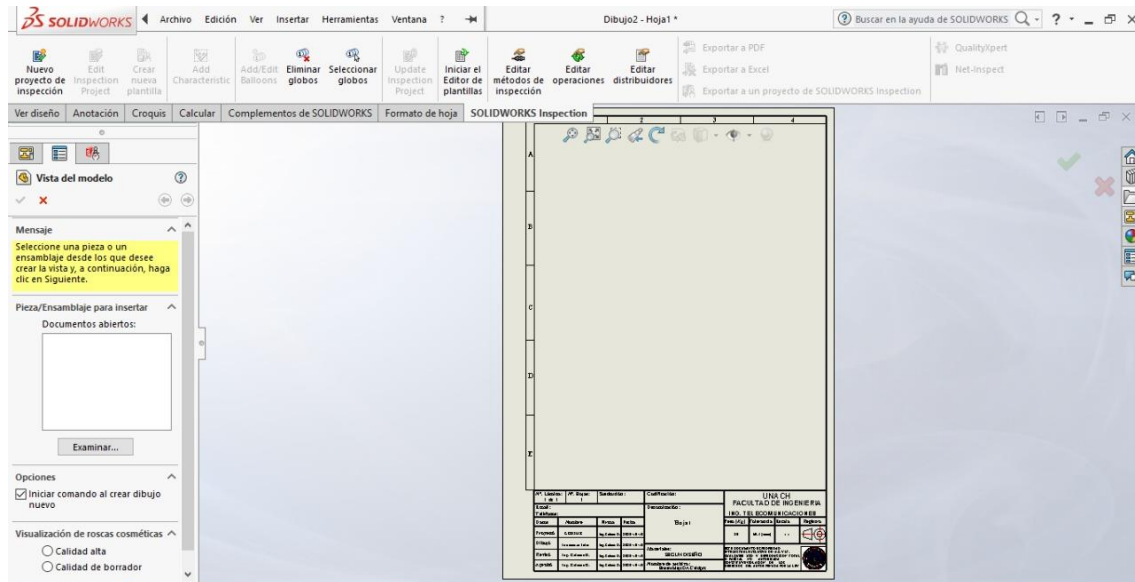 SOLIDWORKS
Archivo Edición Ver Insertar Herramientas Ventana ?
Dibujo2 - Hoja1 *
Buscar en la ayuda de SOLIDWORKS
?
Nuevo proyecto de inspección
Edit Inspection Project
Crear nueva plantilla
Add Characteristic
Add/Edit Balloons
Eliminar globos
Seleccionar globos
Update Inspection Project
Iniciar el Editor de plantillas
Editar métodos de inspección
Editar operaciones
Editar distribuidores
Exportar a PDF
Exportar a Excel
Exportar a un proyecto de SOLIDWORKS Inspection
QualityXpert
Net-Inspect
Ver diseño Anotación Croquis Calcular Complementos de SOLIDWORKS Formato de hoja SOLIDWORKS Inspection
Vista del modelo
Mensaje
Seleccione una pieza o un
ensamblaje desde los que desee
crear la vista y, a continuación, haga
clic en Siguiente.
Pieza/Ensamblaje para insertar
Documentos abiertos:
Examinar...
Opciones
Iniciar comando al crear dibujo
nuevo
Visualización de roscas cosméticas
Calidad alta
Calidad de borrador
2 3 4
A
B
C
D
E
UNACH
FACULTAD DE INGENIERIA
ING. TELECOMUNICACIONES
SEGUN DISEÑO